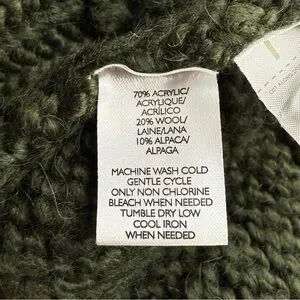 70% ACRYLIC/
ACRYLIQUE/
ACRÍLICO
20% WOOL/
LAINE/LANA
10% ALPACA/
ALPAGA
MACHINE WASH COLD
GENTLE CYCLE
ONLY NON CHLORINE
BLEACH WHEN NEEDED
TUMBLE DRY LOW
COOL IRON
WHEN NEEDED